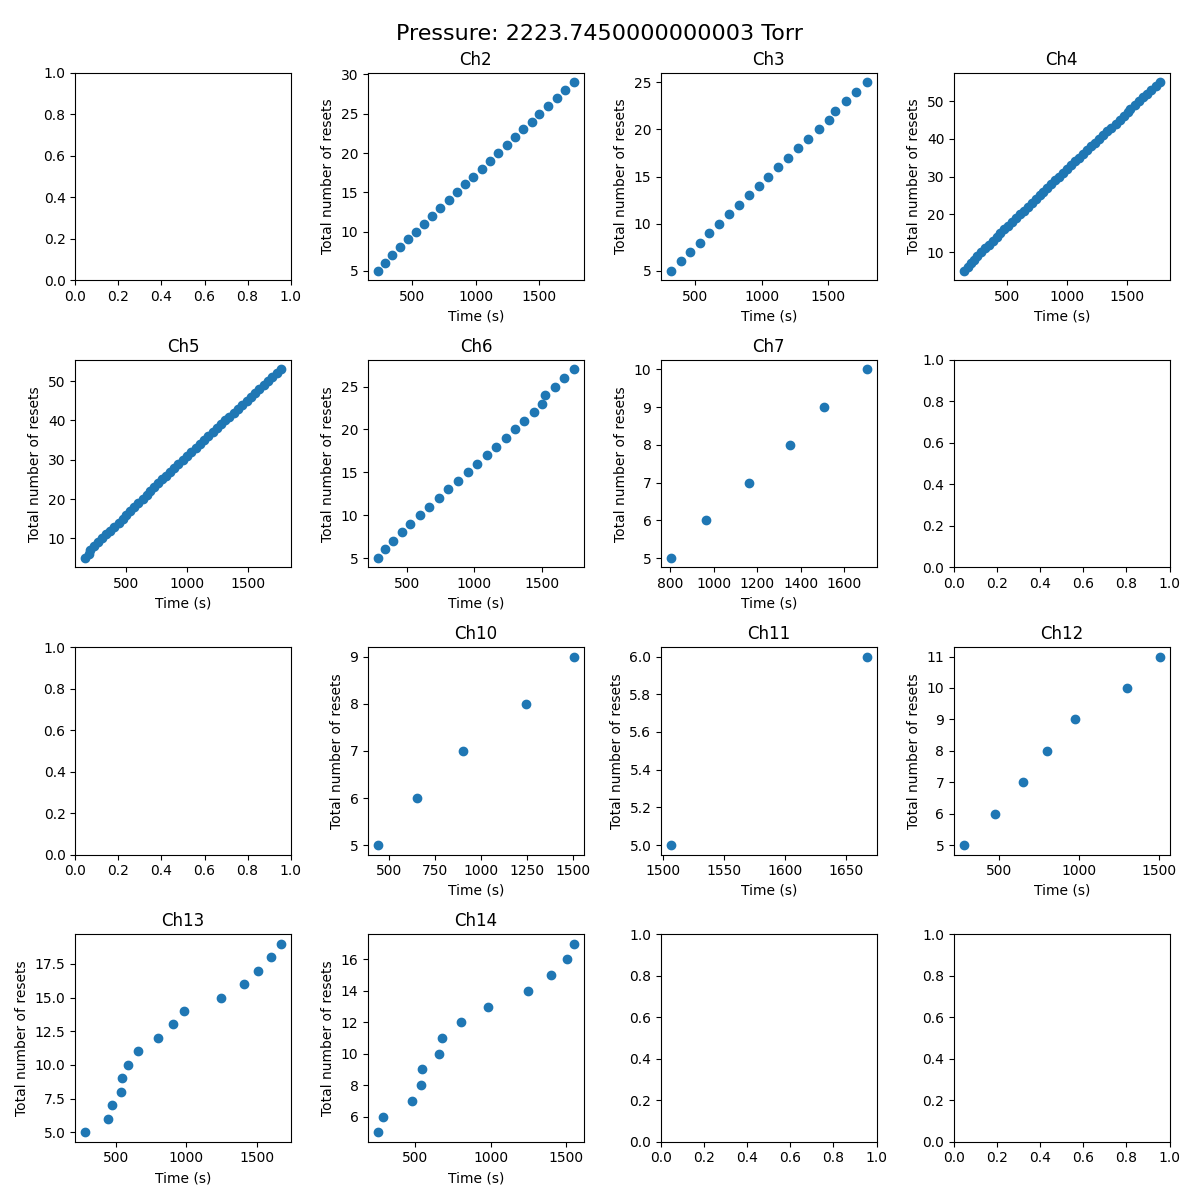 Pressure: 2223.7450000000003 Torr
1.0
0.8
0.6
0.4
0.2
0.0
0.0 0.2 0.4 0.6 0.8 1.0
Ch2
Total number of resets
30
25
20
15
10
5
500 1000 1500
Time (s)
Ch3
Total number of resets
25
20
15
10
5
500 1000 1500
Time (s)
Ch4
Total number of resets
50
40
30
20
10
500 1000 1500
Time (s)
Ch5
Total number of resets
50
40
30
20
10
500 1000 1500
Time (s)
Ch6
Total number of resets
25
20
15
10
5
500 1000 1500
Time (s)
Ch7
Total number of resets
10
9
8
7
6
5
800 1000 1200 1400 1600
Time (s)
1.0
0.8
0.6
0.4
0.2
0.0
0.0 0.2 0.4 0.6 0.8 1.0
1.0
0.8
0.6
0.4
0.2
0.0
0.0 0.2 0.4 0.6 0.8 1.0
Ch10
Total number of resets
9
8
7
6
5
500 750 1000 1250 1500
Time (s)
Ch11
Total number of resets
6.0
5.8
5.6
5.4
5.2
5.0
1500 1550 1600 1650
Time (s)
Ch12
Total number of resets
11
10
9
8
7
6
5
500 1000 1500
Time (s)
Ch13
Total number of resets
17.5
15.0
12.5
10.0
7.5
5.0
500 1000 1500
Time (s)
Ch14
Total number of resets
16
14
12
10
8
6
500 1000 1500
Time (s)
1.0
0.8
0.6
0.4
0.2
0.0
0.0 0.2 0.4 0.6 0.8 1.0
1.0
0.8
0.6
0.4
0.2
0.0
0.0 0.2 0.4 0.6 0.8 1.0